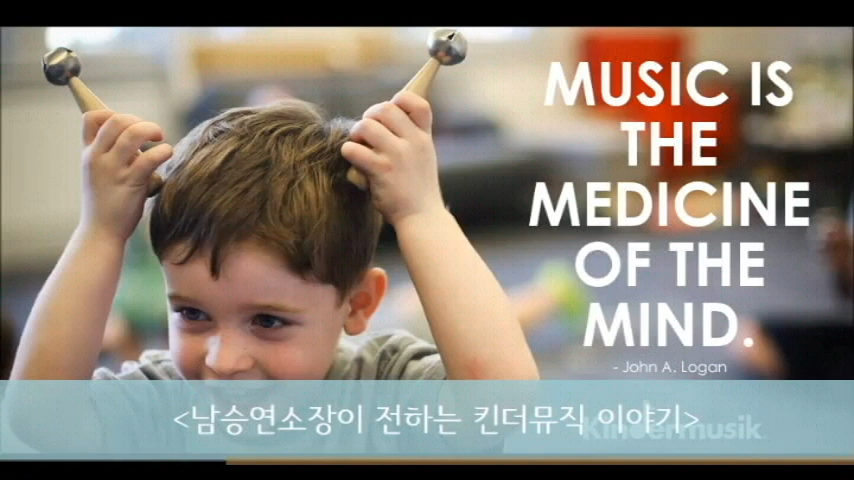 MUSIC IS
THE
MEDICINE
OF THE
MIND.
- John A. Logan
<남승연소장이 전하는 킨더뮤직 이야기>
Kindermusik